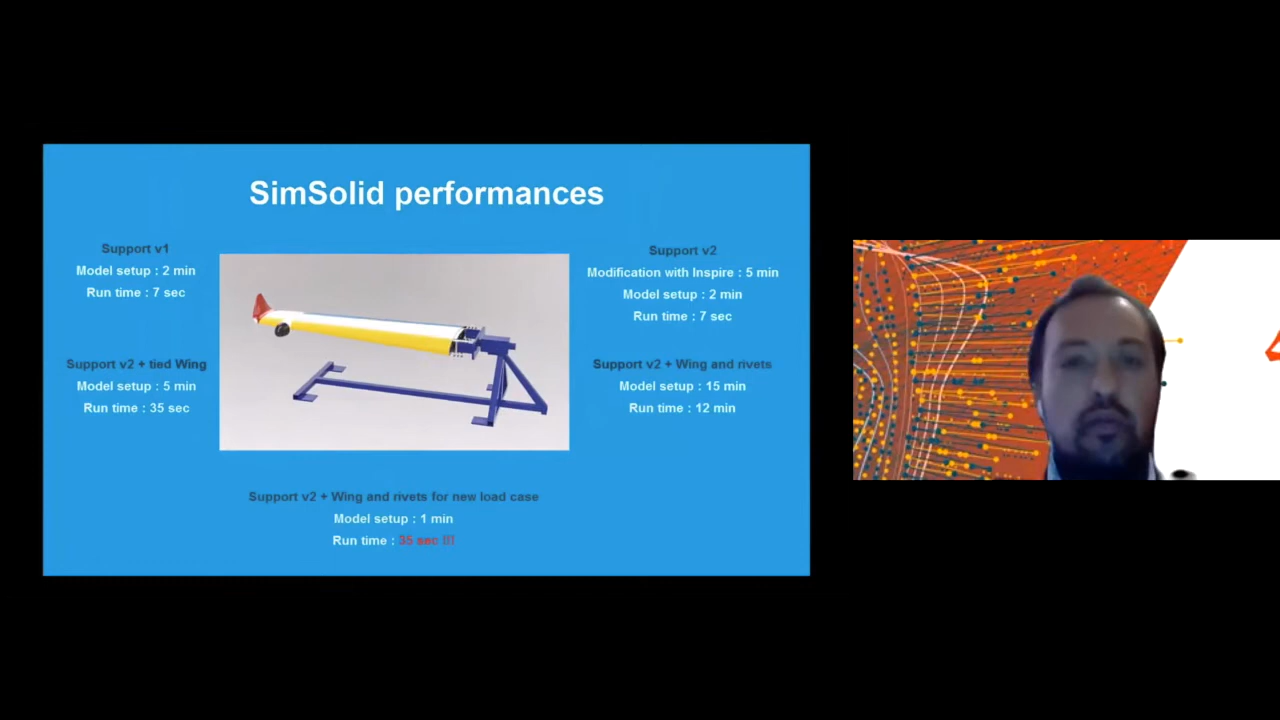 SimSolid performances
Support v1
Model setup : 2 min
Run time : 7 sec
Support v2
Modification with Inspire : 5 min
Model setup : 2 min
Run time : 7 sec
Support v2 + tied Wing
Model setup : 5 min
Run time : 35 sec
Support v2 + Wing and rivets
Model setup : 15 min
Run time : 12 min
Support v2 + Wing and rivets for new load case
Model setup : 1 min
Run time : 35 sec !!!